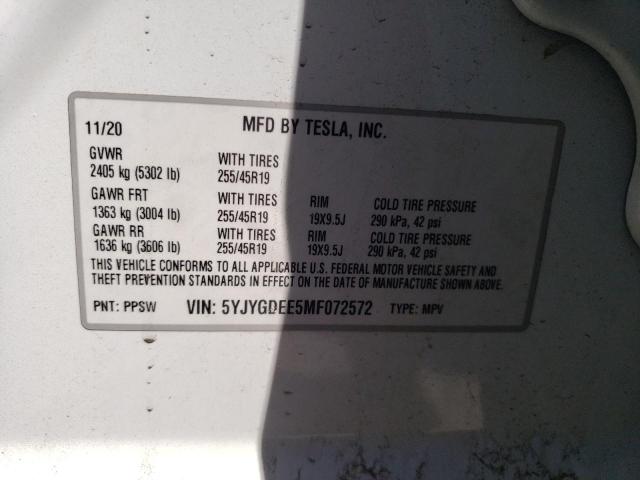 11/20 MFD BY TESLA, INC.
GVWR WITH TIRES
2405 kg (5302 lb) 255/45R19
GAWR FRT WITH TIRES RIM COLD TIRE PRESSURE
1363 kg (3004 lb) 255/45R19 19X9.5J 290 kPa, 42 psi
GAWR RR WITH TIRES RIM COLD TIRE PRESSURE
1636 kg (3606 lb) 255/45R19 19X9.5J 290 kPa, 42 psi
THIS VEHICLE CONFORMS TO ALL APPLICABLE U.S. FEDERAL MOTOR VEHICLE SAFETY AND
THEFT PREVENTION STANDARDS IN EFFECT ON THE DATE OF MANUFACTURE SHOWN ABOVE.
PNT: PPSW VIN: 5YJYGDEE5MF072572 TYPE: MPV